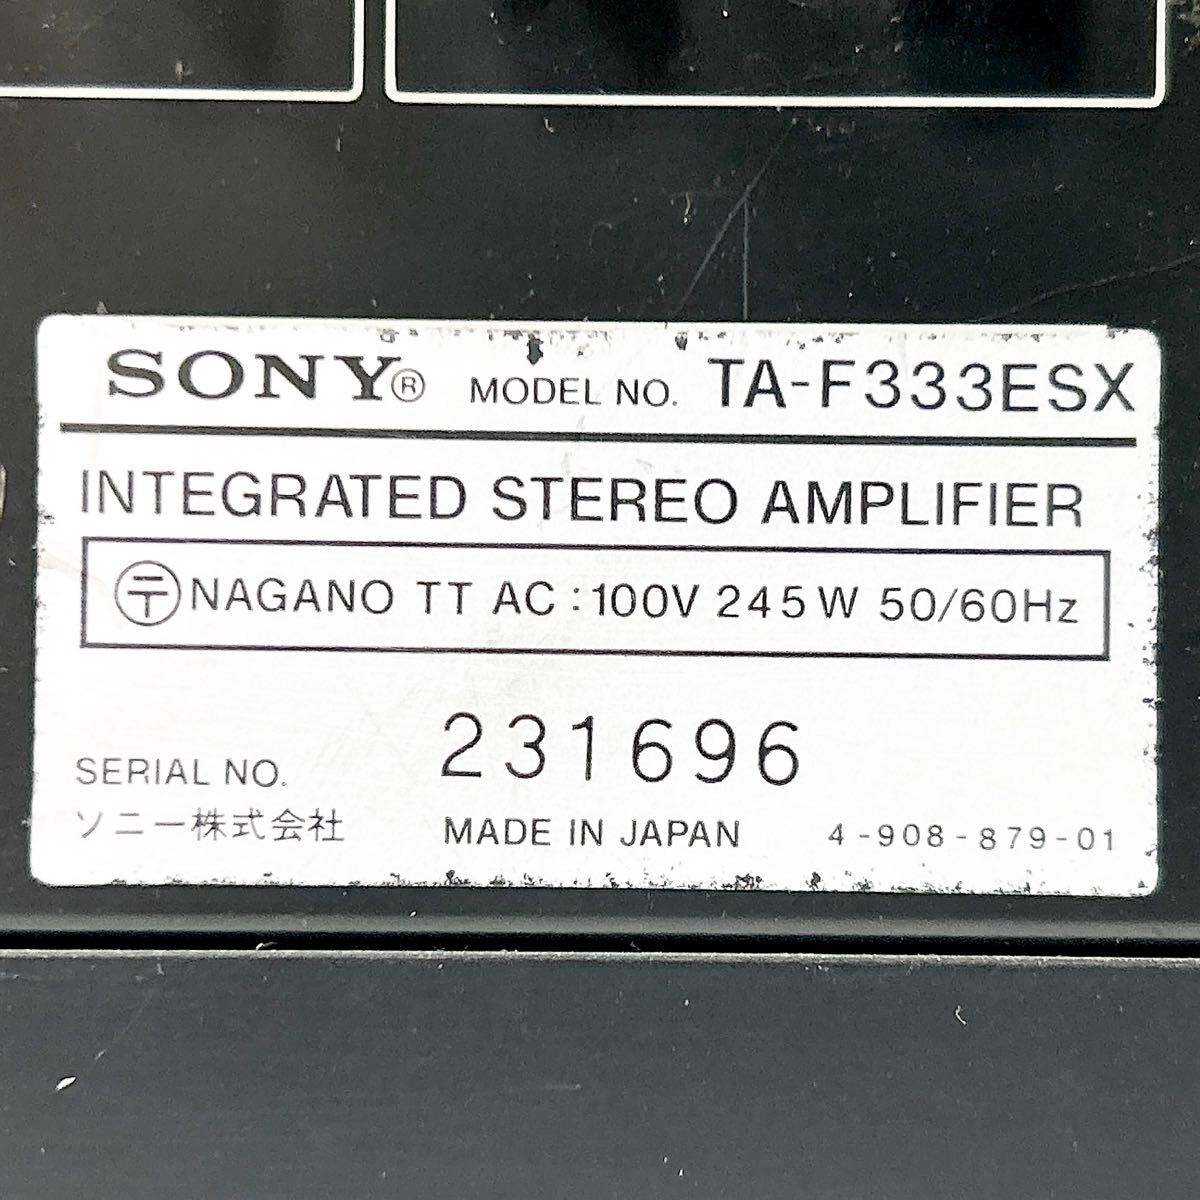 SONY® MODEL NO. TA-F333ESX
INTEGRATED STEREO AMPLIFIER
〶NAGANO TT AC:100V 245W 50/60Hz
SERIAL NO. 231696
ソニー株式会社 MADE IN JAPAN 4-908-879-01